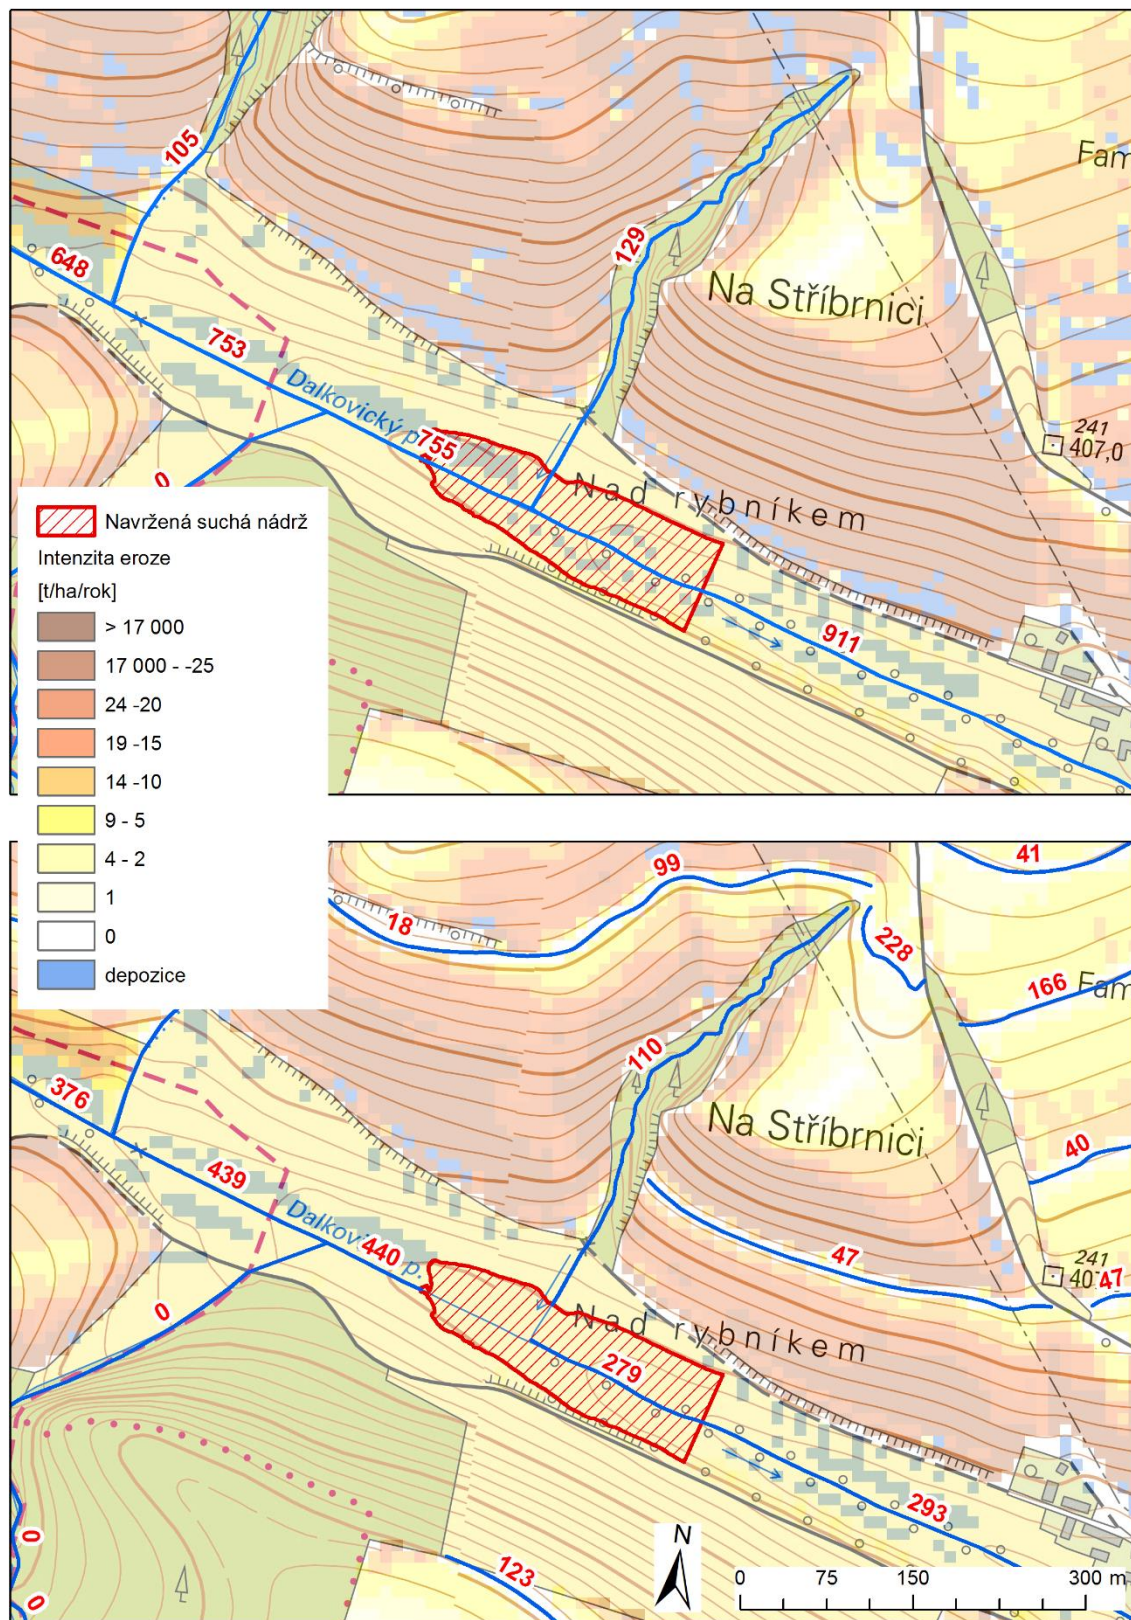 105
648
753
129
Na Stříbrnici
Fam
241
407,0
Dalkovický p.
755
Nad rybníkem
911
0
Navržená suchá nádrž
Intenzita eroze
[t/ha/rok]
> 17 000
17 000 - -25
24 -20
19 -15
14 -10
9 - 5
4 - 2
1
0
depozice
99
41
18
228
166
Fam
110
376
Na Stříbrnici
40
439
47
241
40
47
Dalkovi
p.
440
0
Nad rybníkem
279
293
0
0
123
N
0 75 150 300 m